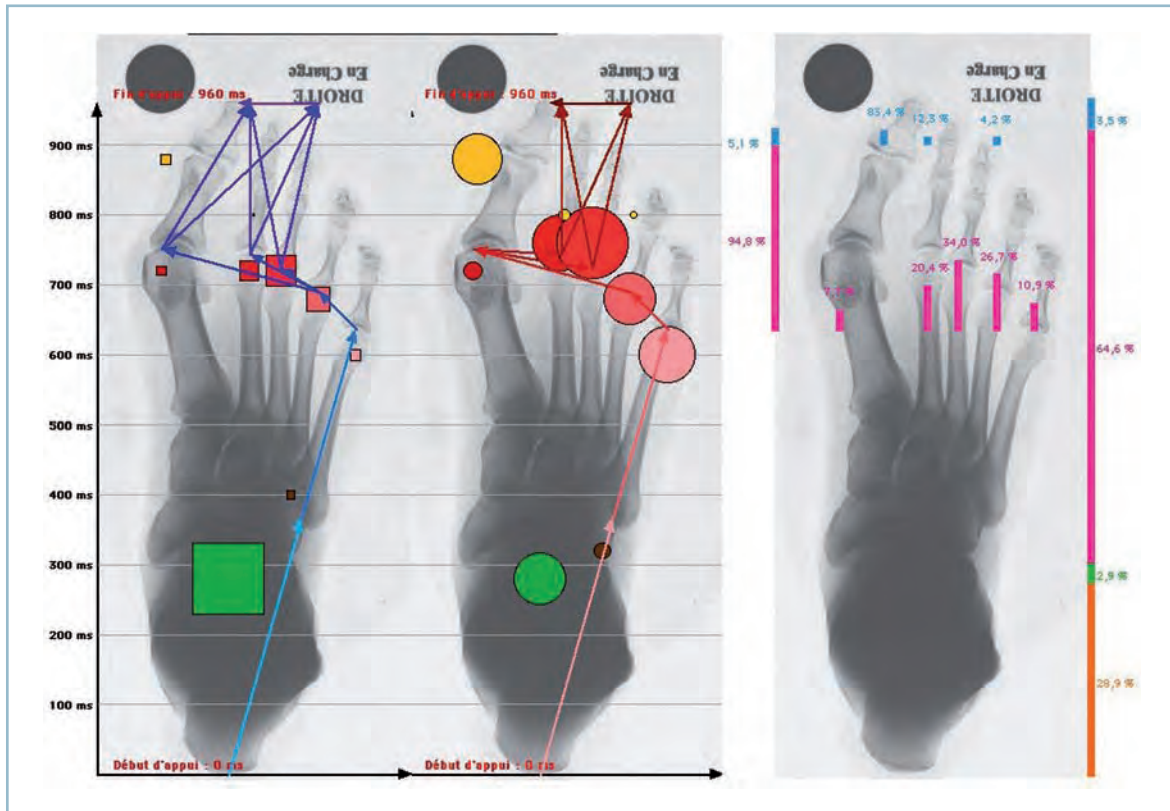 DROITE
En Charge
Fin d'appui : 960 ms
900 ms
800 ms
700 ms
600 ms
500 ms
400 ms
300 ms
200 ms
100 ms
Début d'appui : 0 ms
DROITE
En Charge
Fin d'appui : 960 ms
Début d'appui : 0 ms
DROITE
En Charge
83,4 %
12,3 %
4,2 %
3,5 %
5,1 %
94,8 %
7,7 %
20,4 %
34,0 %
26,7 %
10,9 %
64,6 %
2,9 %
28,9 %